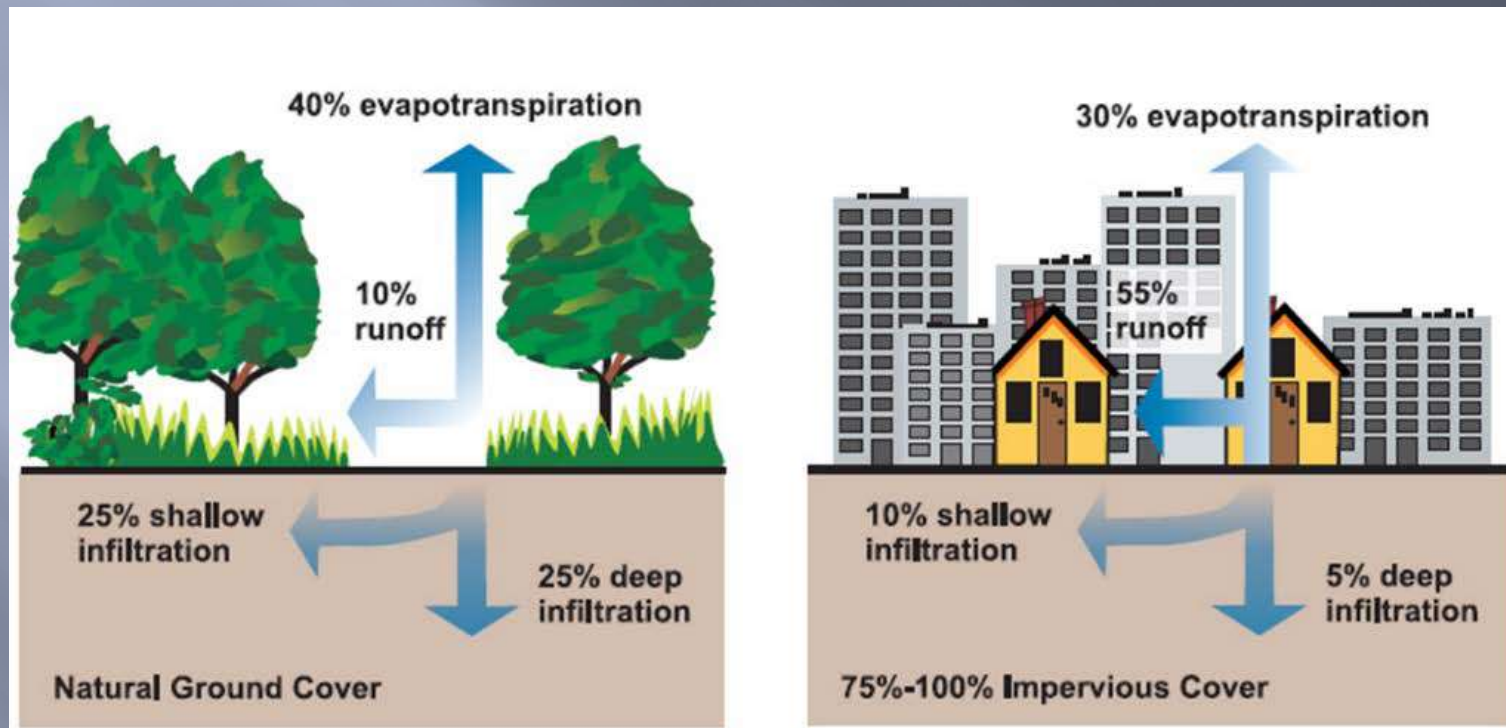 40% evapotranspiration
10%
runoff
25% shallow
infiltration
25% deep
infiltration
Natural Ground Cover
30% evapotranspiration
55%
runoff
10% shallow
infiltration
5% deep
infiltration
75%-100% Impervious Cover